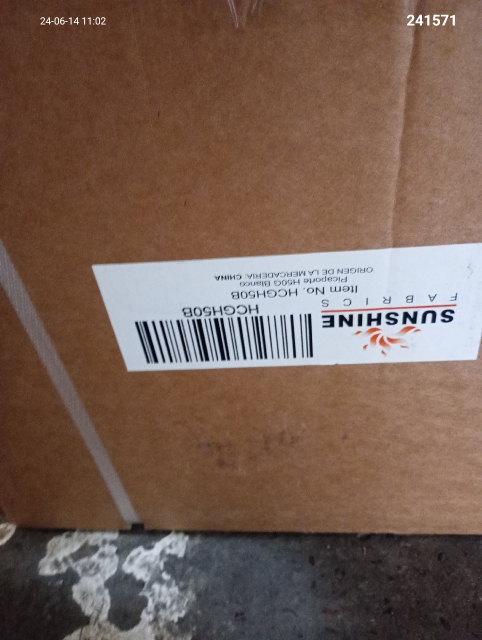 24-06-14 11:02
241571
SUNSHINE
FABRICS
HCGH50B
Item No. HCGH50B
Picaporte H50G Blanco
ORIGEN DE LA MERCADERIA: CHINA